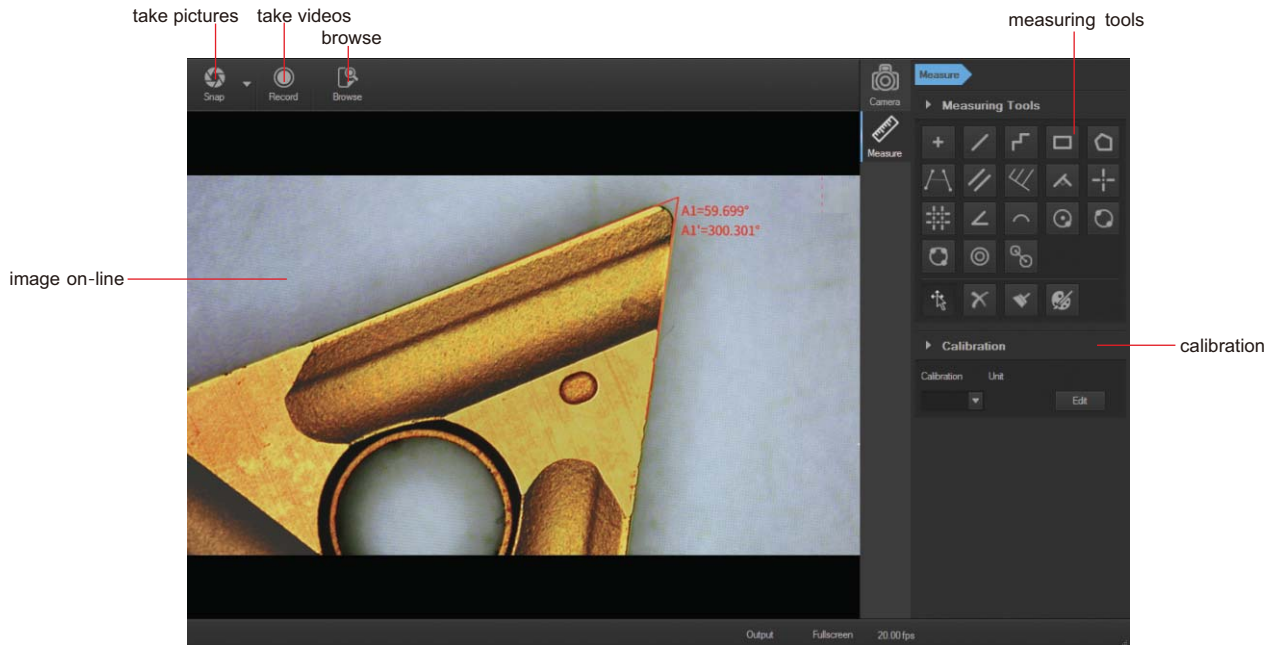 take pictures
take videos
browse
measuring tools
Snap
Record
Browse
Camera
Measure
Measure
Measuring Tools
A1=59.699°
A1'=300.301°
image on-line
Calibration
calibration
Calibration Unit
Edit
Output Fullscreen 20.00 fps